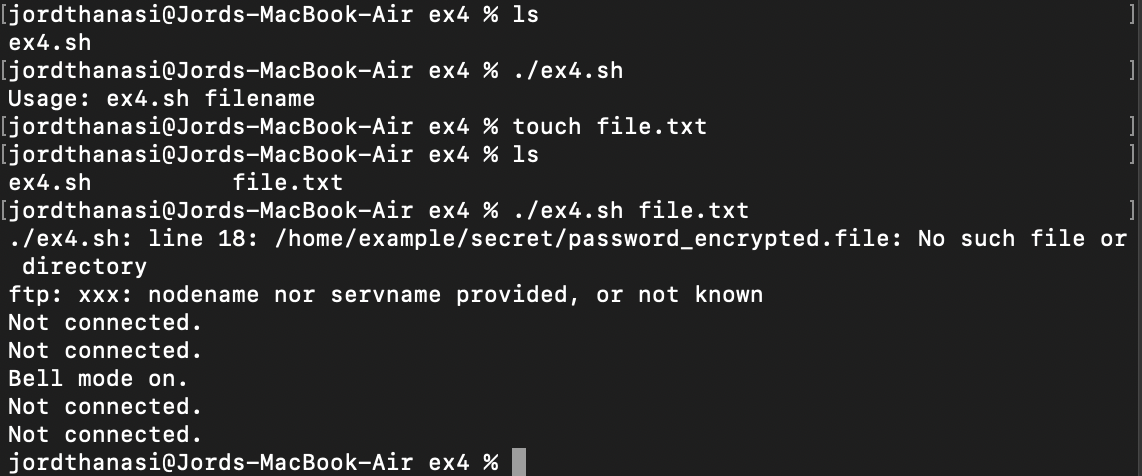 [jordthanasi@Jords-MacBook-Air ex4 % ls ]
ex4.sh
[jordthanasi@Jords-MacBook-Air ex4 % ./ex4.sh ]
Usage: ex4.sh filename
[jordthanasi@Jords-MacBook-Air ex4 % touch file.txt ]
[jordthanasi@Jords-MacBook-Air ex4 % ls ]
ex4.sh          file.txt
[jordthanasi@Jords-MacBook-Air ex4 % ./ex4.sh file.txt ]
./ex4.sh: line 18: /home/example/secret/password_encrypted.file: No such file or
 directory
ftp: xxx: nodename nor servname provided, or not known
Not connected.
Not connected.
Bell mode on.
Not connected.
Not connected.
jordthanasi@Jords-MacBook-Air ex4 %